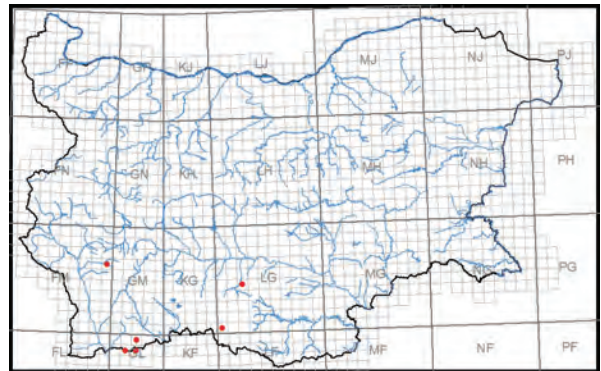 FP GP KJ LJ MJ NJ PJ
FN GN KH LH MH NH PH
FM GM KG LG MG NG PG
FL GL KF LF MF NF PF